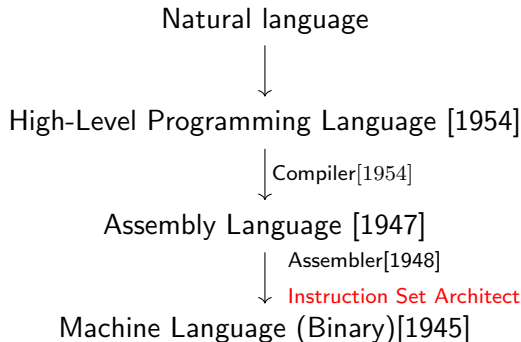 Natural language
High-Level Programming Language [1954]
Compiler[1954]
Assembly Language [1947]
Assembler[1948]
Instruction Set Architect
Machine Language (Binary)[1945]